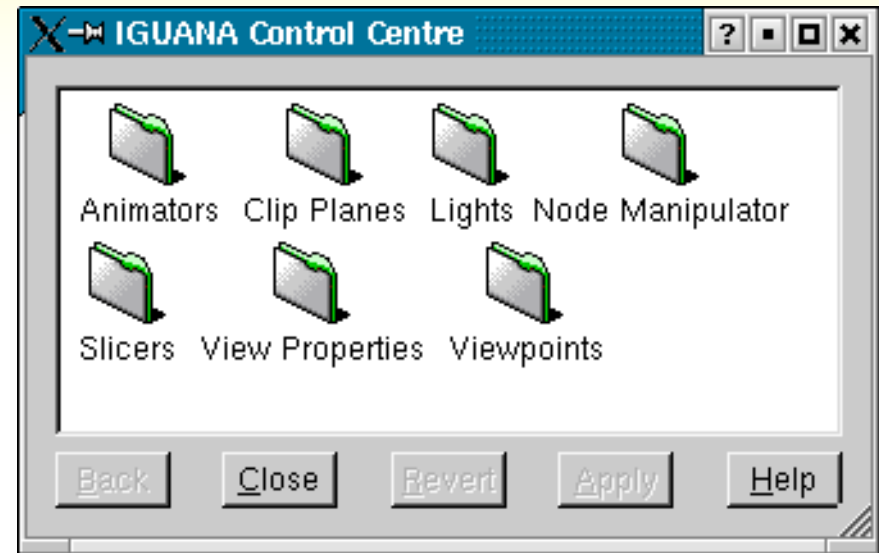 IGUANA Control Centre
Animators Clip Planes Lights Node Manipulator
Slicers View Properties Viewpoints
Back Close Revert Apply Help